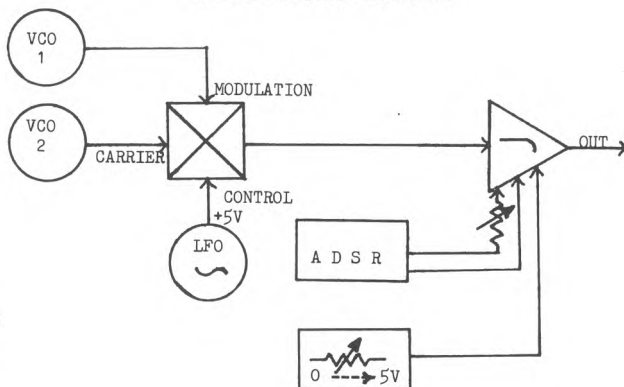 VCO
1
MODULATION
VCO
2
CARRIER
OUT
CONTROL
+5V
LFO
A D S R
0 ----> 5V